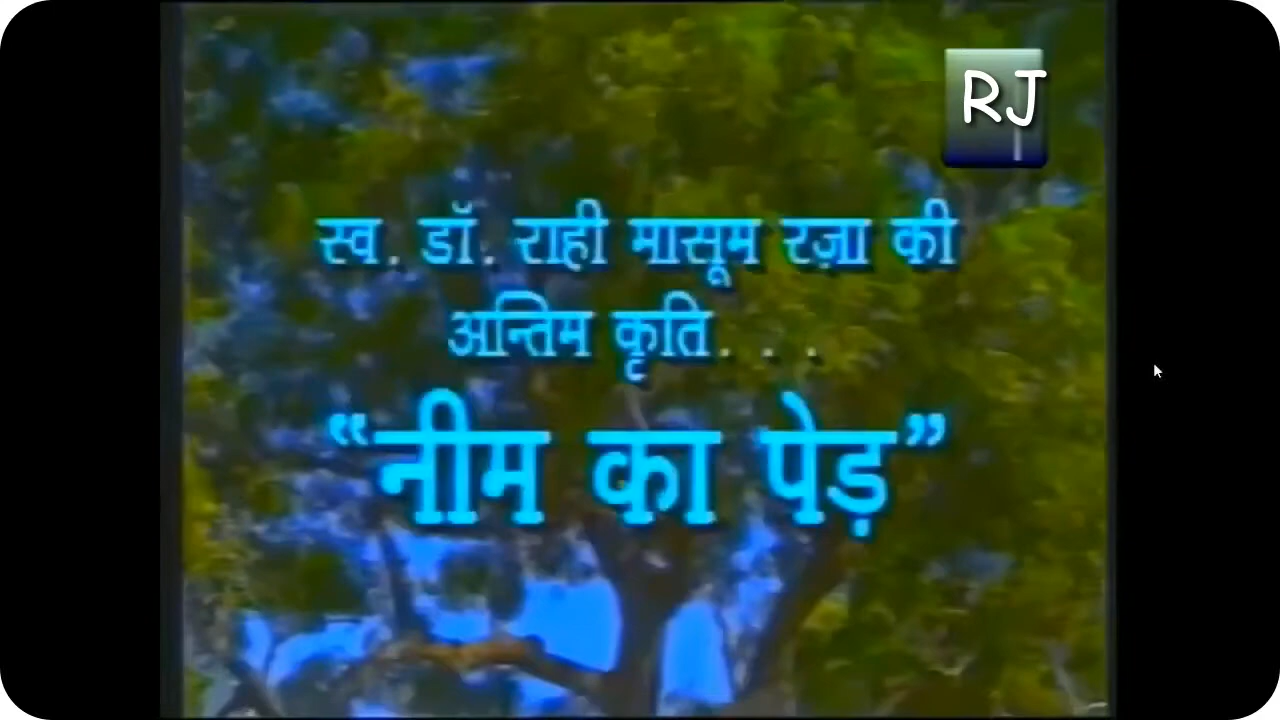 RJ
स्व. डॉ. राही मासूम रज़ा की
अन्तिम कृति. . .
“नीम का पेड़”